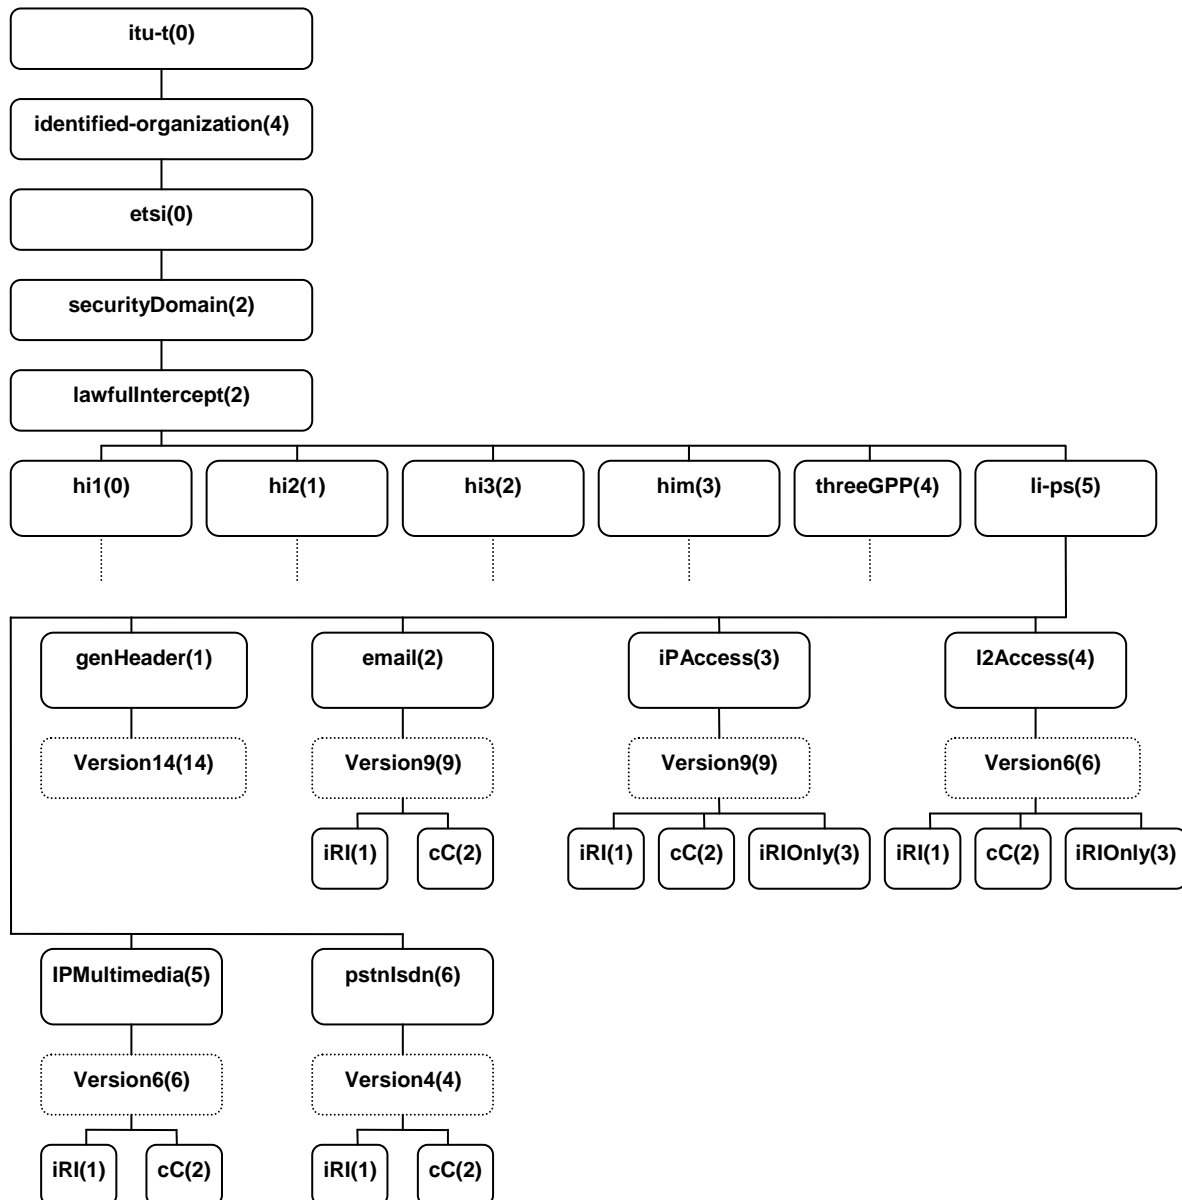 itu-t(0)
identified-organization(4)
etsi(0)
securityDomain(2)
lawfulIntercept(2)
hi1(0) hi2(1) hi3(2) him(3) threeGPP(4) li-ps(5)
genHeader(1) email(2) iPAccess(3) l2Access(4)
Version14(14) Version9(9) Version9(9) Version6(6)
iRI(1) cC(2) iRI(1) cC(2) iRIOnly(3) iRI(1) cC(2) iRIOnly(3)
IPMultimedia(5) pstnIsdn(6)
Version6(6) Version4(4)
iRI(1) cC(2) iRI(1) cC(2)